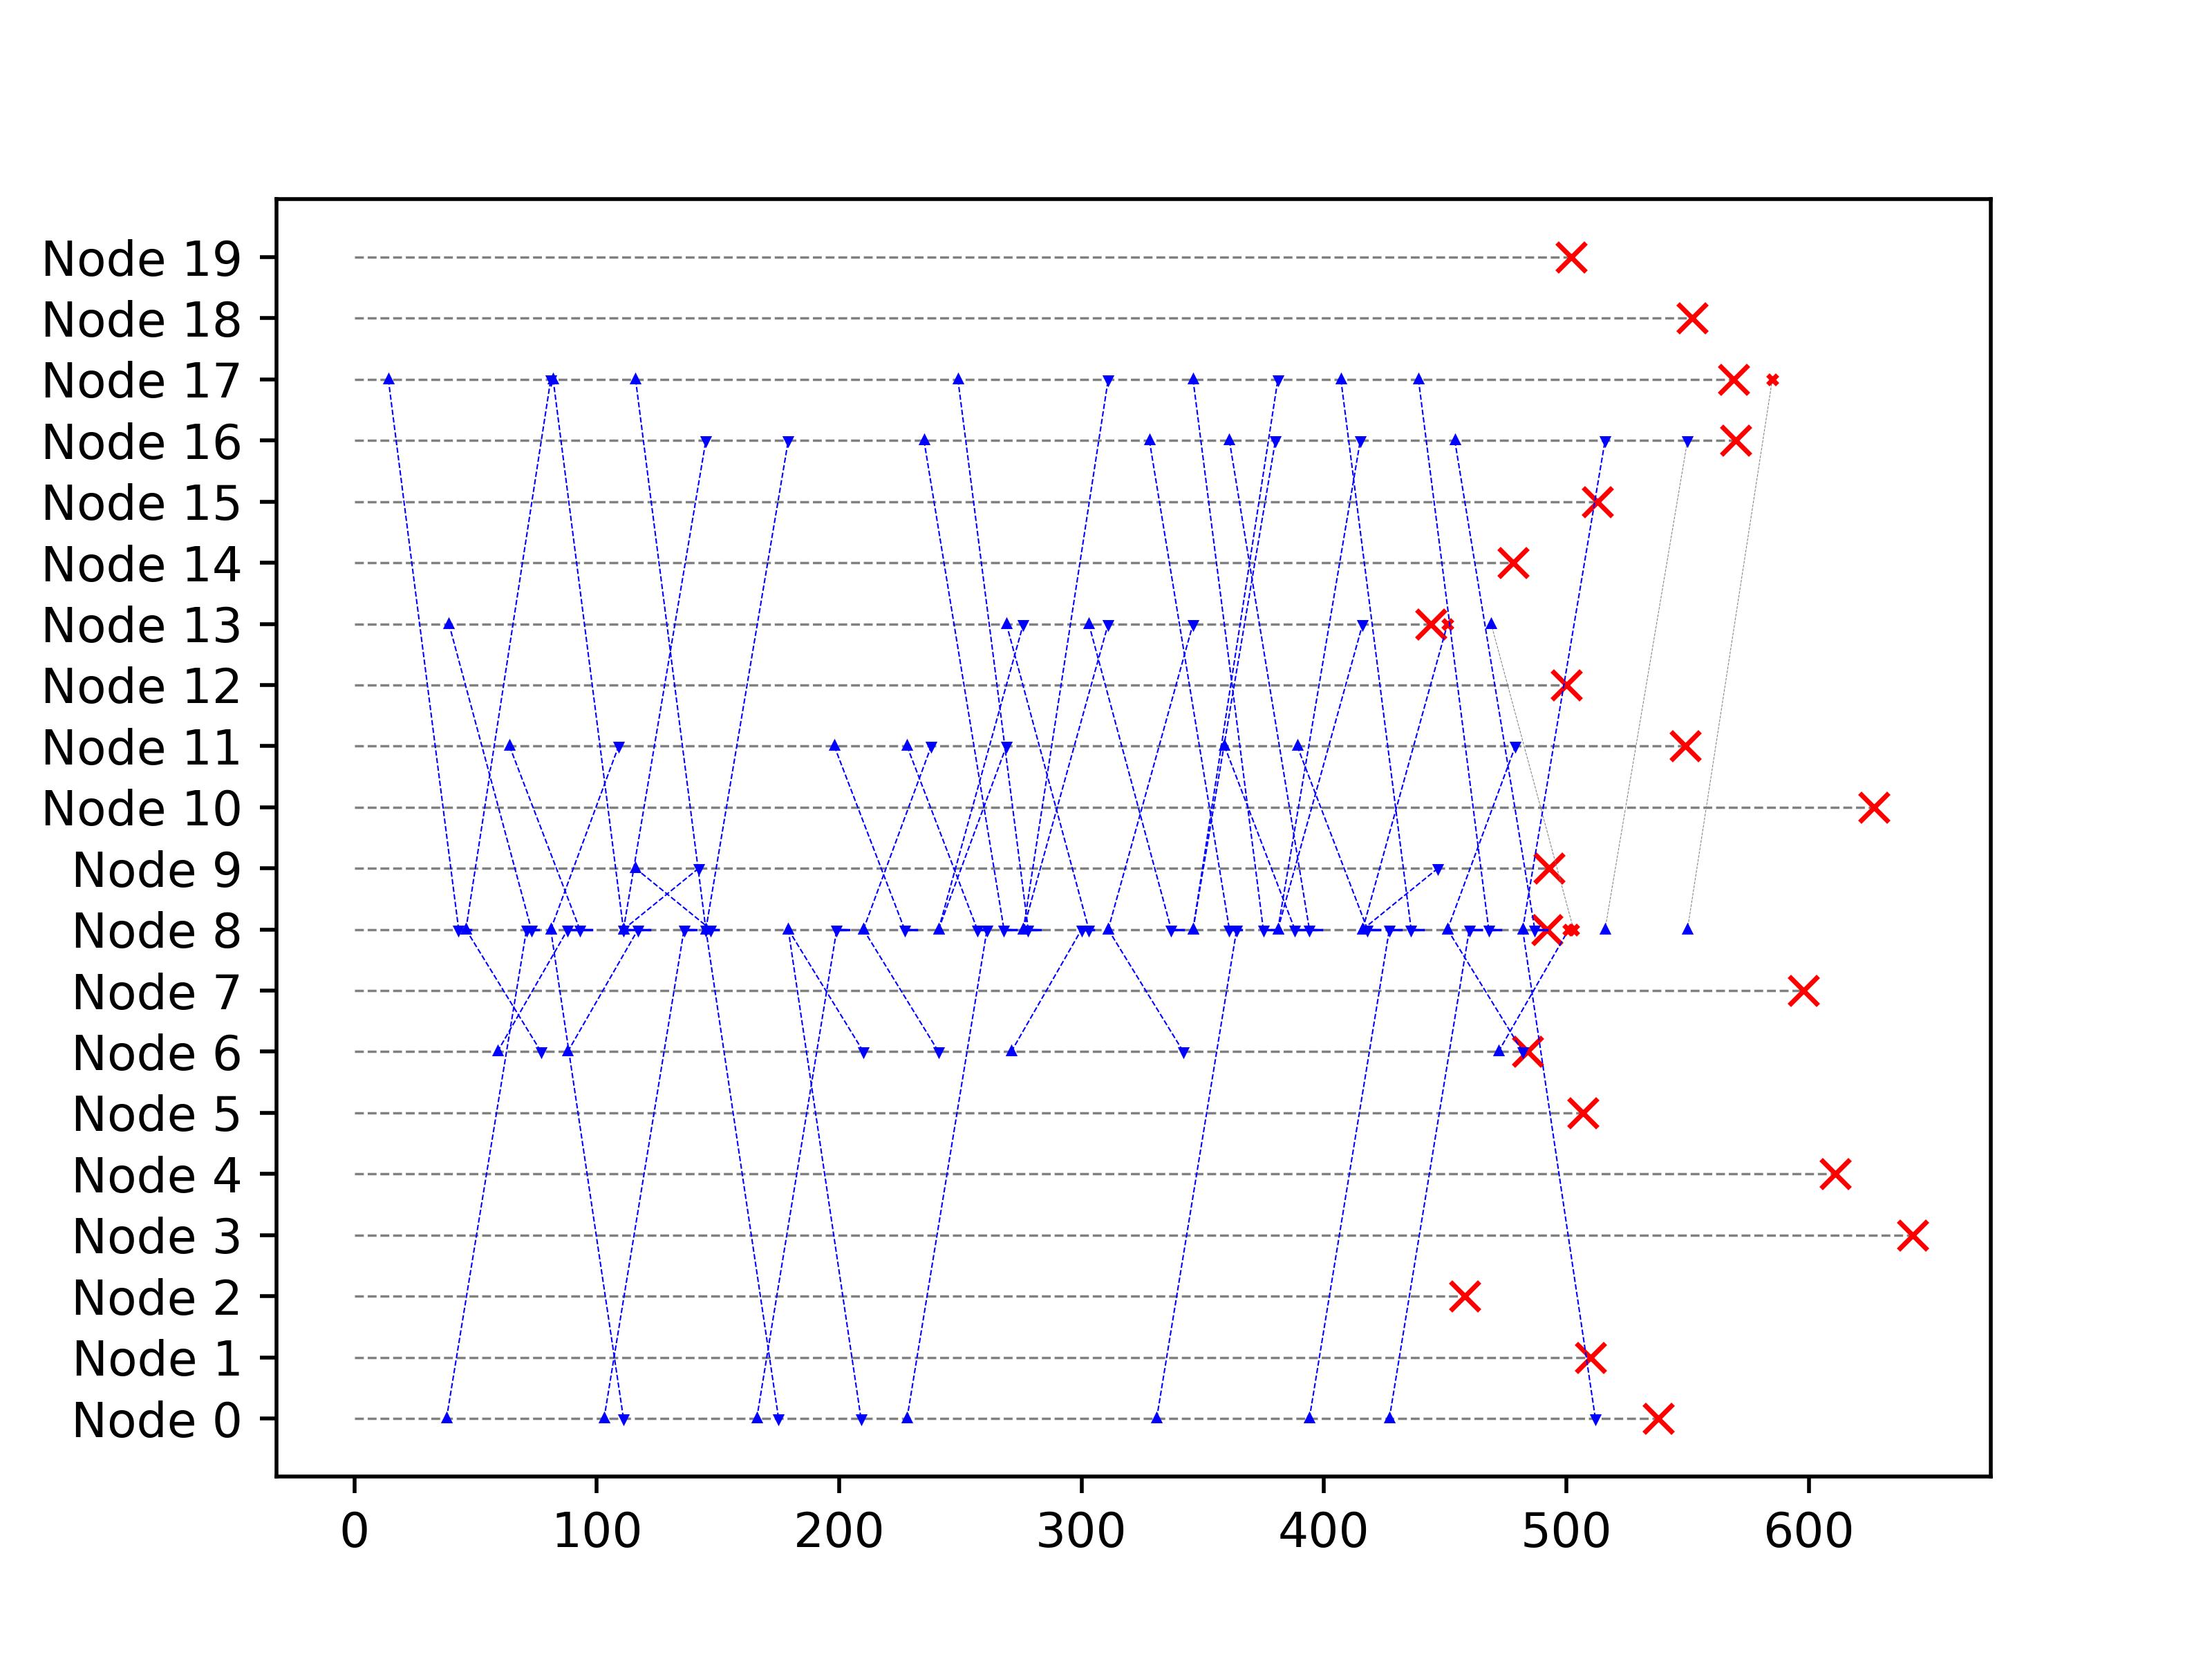 Node 19
Node 18
Node 17
Node 16
Node 15
Node 14
Node 13
Node 12
Node 11
Node 10
Node 9
Node 8
Node 7
Node 6
Node 5
Node 4
Node 3
Node 2
Node 1
Node 0
0 100 200 300 400 500 600